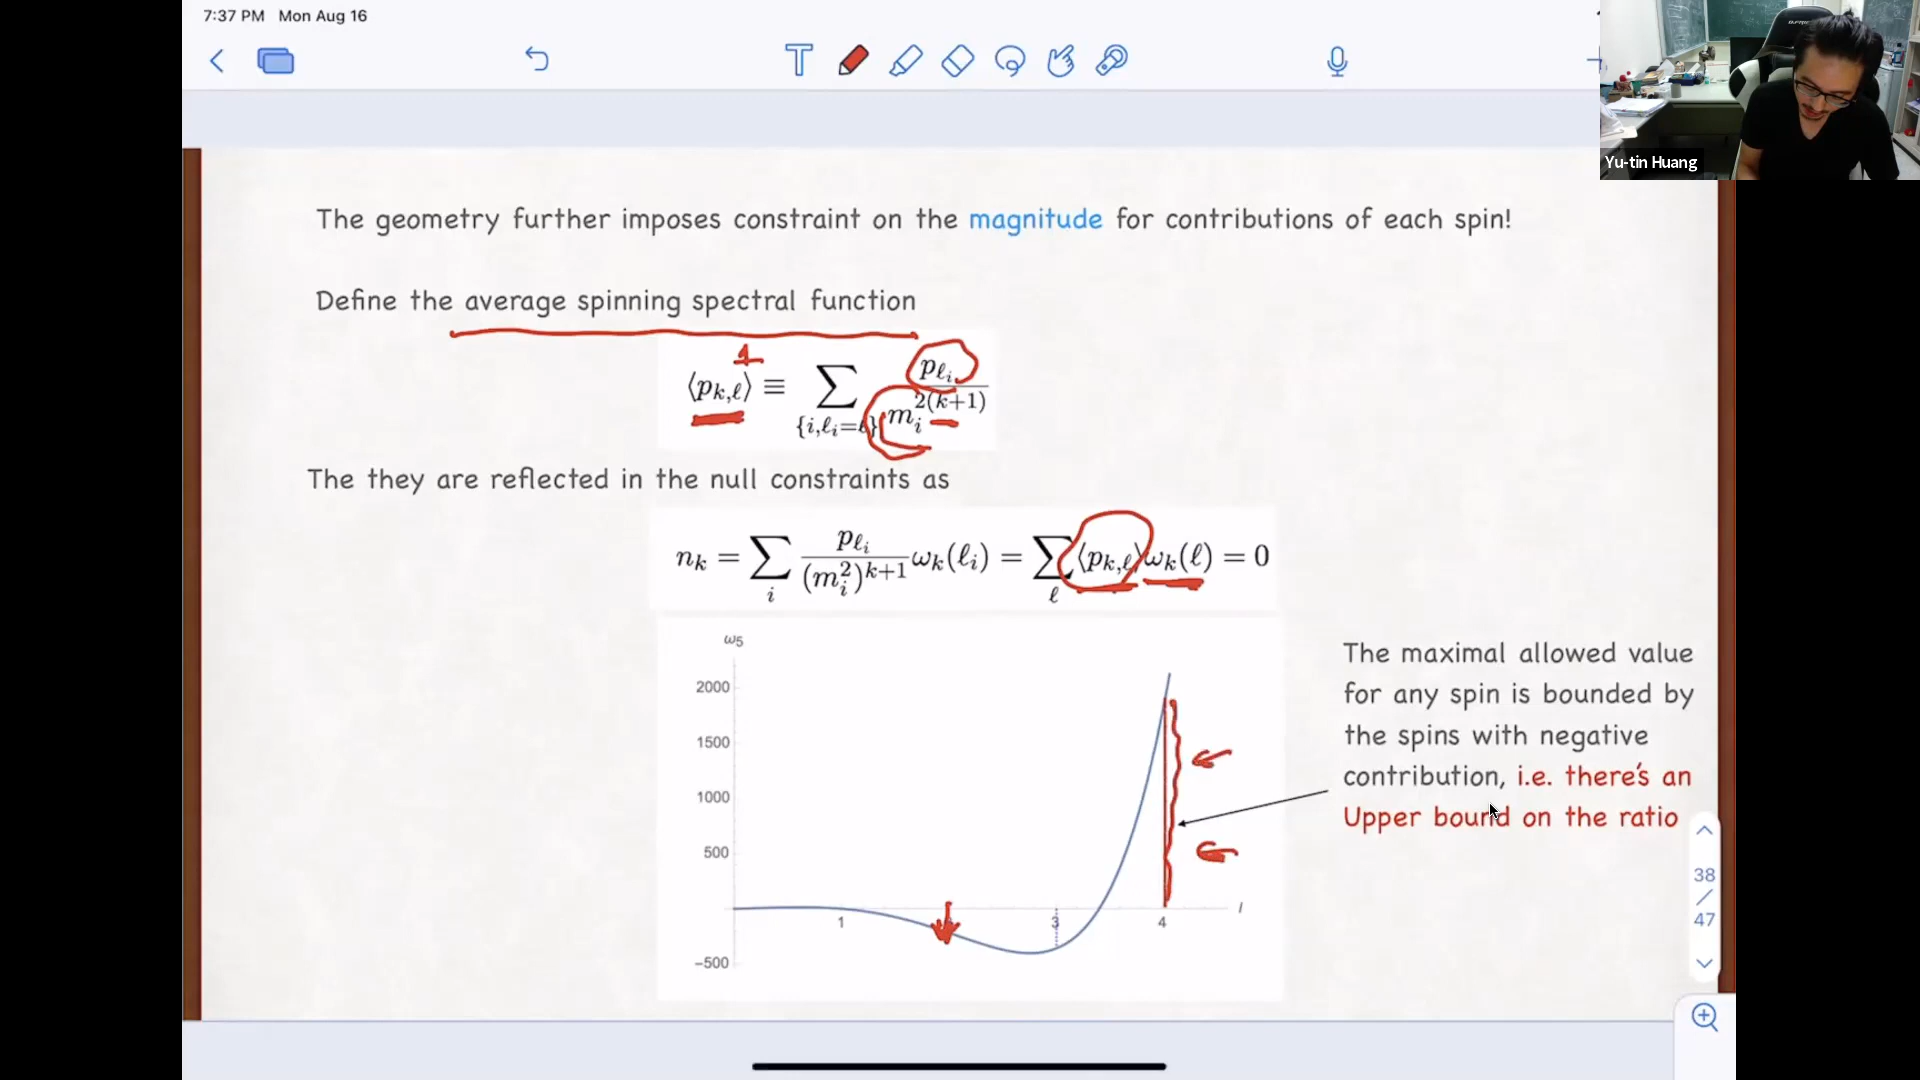 7:37 PM Mon Aug 16
Yu-tin Huang
The geometry further imposes constraint on the magnitude for contributions of each spin!
Define the average spinning spectral function
⟨p_{k,ℓ}⟩ ≡ ∑_{\{i,ℓ_i=ℓ\}} p_{ℓ_i} / m_i^{2(k+1)}
The they are reflected in the null constraints as
n_k = ∑_i p_{ℓ_i} / (m_i^2)^{k+1} ω_k(ℓ_i) = ∑_ℓ ⟨p_{k,ℓ}⟩ω_k(ℓ) = 0
ω5
2000
1500
1000
500
-500
1
3
4
l
The maximal allowed value
for any spin is bounded by
the spins with negative
contribution, i.e. there's an
Upper bound on the ratio
38
/
47